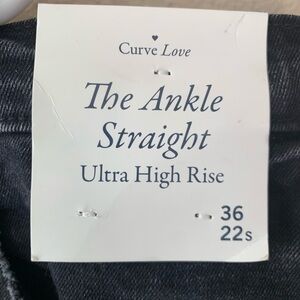 Curve Love
The Ankle
Straight
Ultra High Rise
36
22s